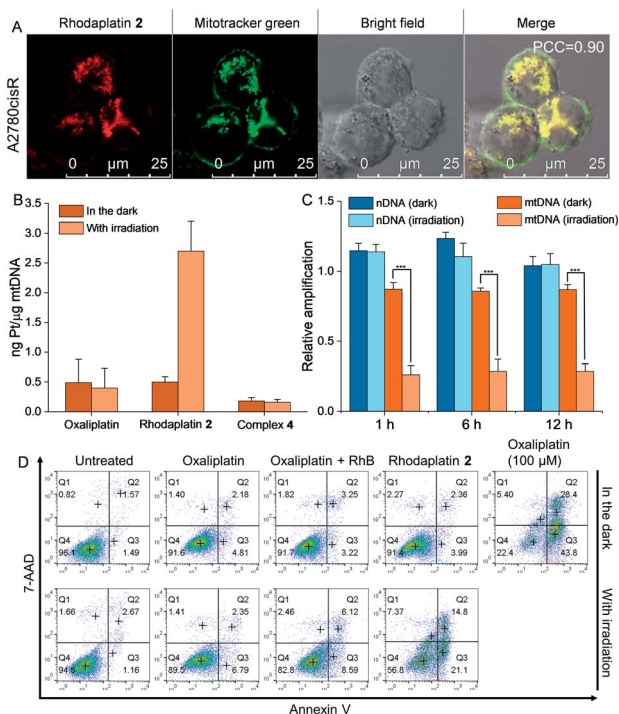 A
Rhodaplatin 2
Mitotracker green
Bright field
Merge
A2780cisR
PCC=0.90
0 μm 25
0 μm 25
0 μm 25
0 μm 25
B
ng Pt/μg mtDNA
3.5
3.0
2.5
2.0
1.5
1.0
0.5
0.0
In the dark
With irradiation
Oxaliplatin
Rhodaplatin 2
Complex 4
C
Relative amplification
1.5
1.0
0.5
0.0
nDNA (dark)
nDNA (irradiation)
mtDNA (dark)
mtDNA (irradiation)
***
***
***
1 h
6 h
12 h
D
Untreated
Oxaliplatin
Oxaliplatin + RhB
Rhodaplatin 2
Oxaliplatin
(100 μM)
In the dark
Q1
0.82
Q2
1.57
Q4
Q3
1.49
Q1
1.40
Q2
2.18
Q4
91.6
Q3
4.81
Q1
1.82
Q2
3.25
Q4
Q3
3.22
Q1
2.27
Q2
2.36
Q4
Q3
3.99
Q1
5.40
Q2
28.4
Q4
22.4
Q3
43.8
With irradiation
Q1
1.66
Q2
2.67
Q4
Q3
1.16
Q1
1.41
Q2
2.35
Q4
89.5
Q3
6.79
Q1
2.46
Q2
6.12
Q4
82.8
Q3
8.59
Q1
7.37
Q2
14.8
Q4
56.8
Q3
21.1
7-AAD
Annexin V